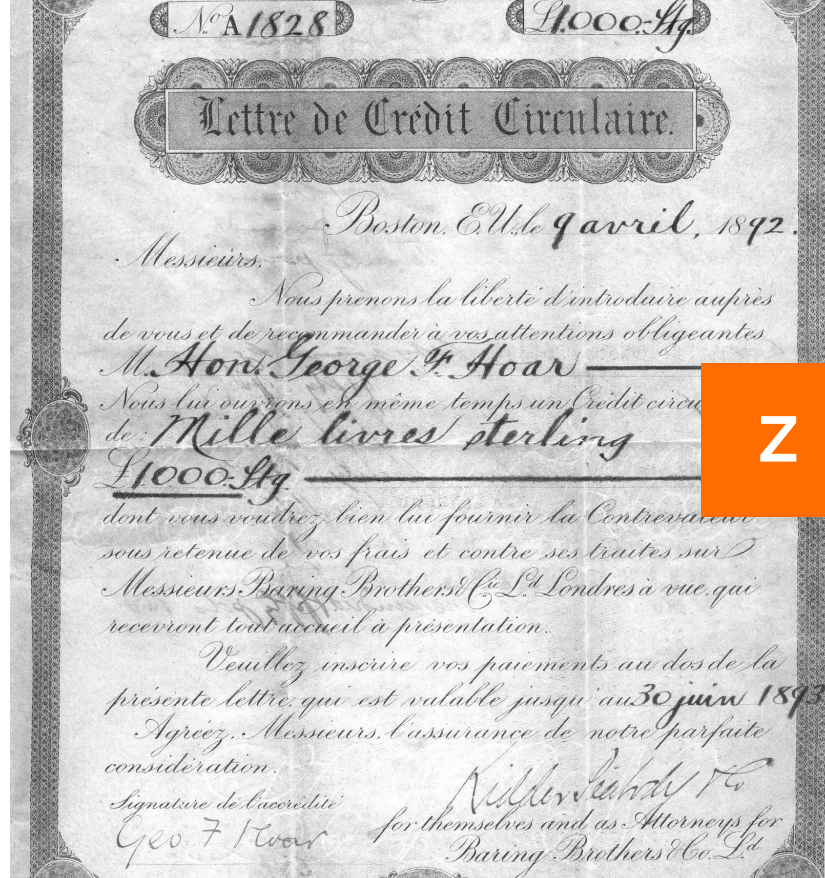 No. A1828 £1.000.Stg.
Lettre de Crédit Circulaire.
Boston, E.U. le 9 avril, 1892.
Messieurs,
Nous prenons la liberté d'introduire auprès
de vous et de recommander à vos attentions obligeantes
M. Hon. George F. Hoar
Nous lui ouvrons en même temps un Crédit circu
de: Mille livres sterling
Z
£1000.Stg.
dont vous voudrez bien lui fournir la Contrevaleur
sous retenue de vos frais et contre ses traites sur
Messieurs Baring Brothers & Cie Ld Londres à vue, qui
recevront tout accueil à présentation.
Veuillez inscrire vos paiements au dos de la
présente lettre, qui est valable jusqu'au 30 juin 1893
Agréez, Messieurs, l'assurance de notre parfaite
considération.
Kidder Peabody & Co
Signature de l'accrédité
Geo F Hoar
for themselves and as Attorneys for
Baring Brothers & Co. Ld